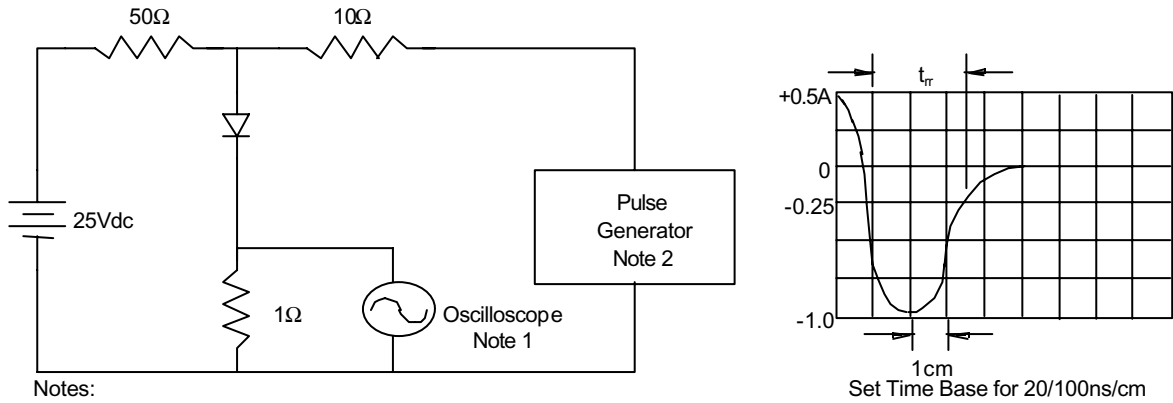 50Ω
10Ω
25Vdc
Pulse
Generator
Note 2
1Ω
Oscilloscope
Note 1
Notes:
trr
+0.5A
0
-0.25
-1.0
1cm
Set Time Base for 20/100ns/cm